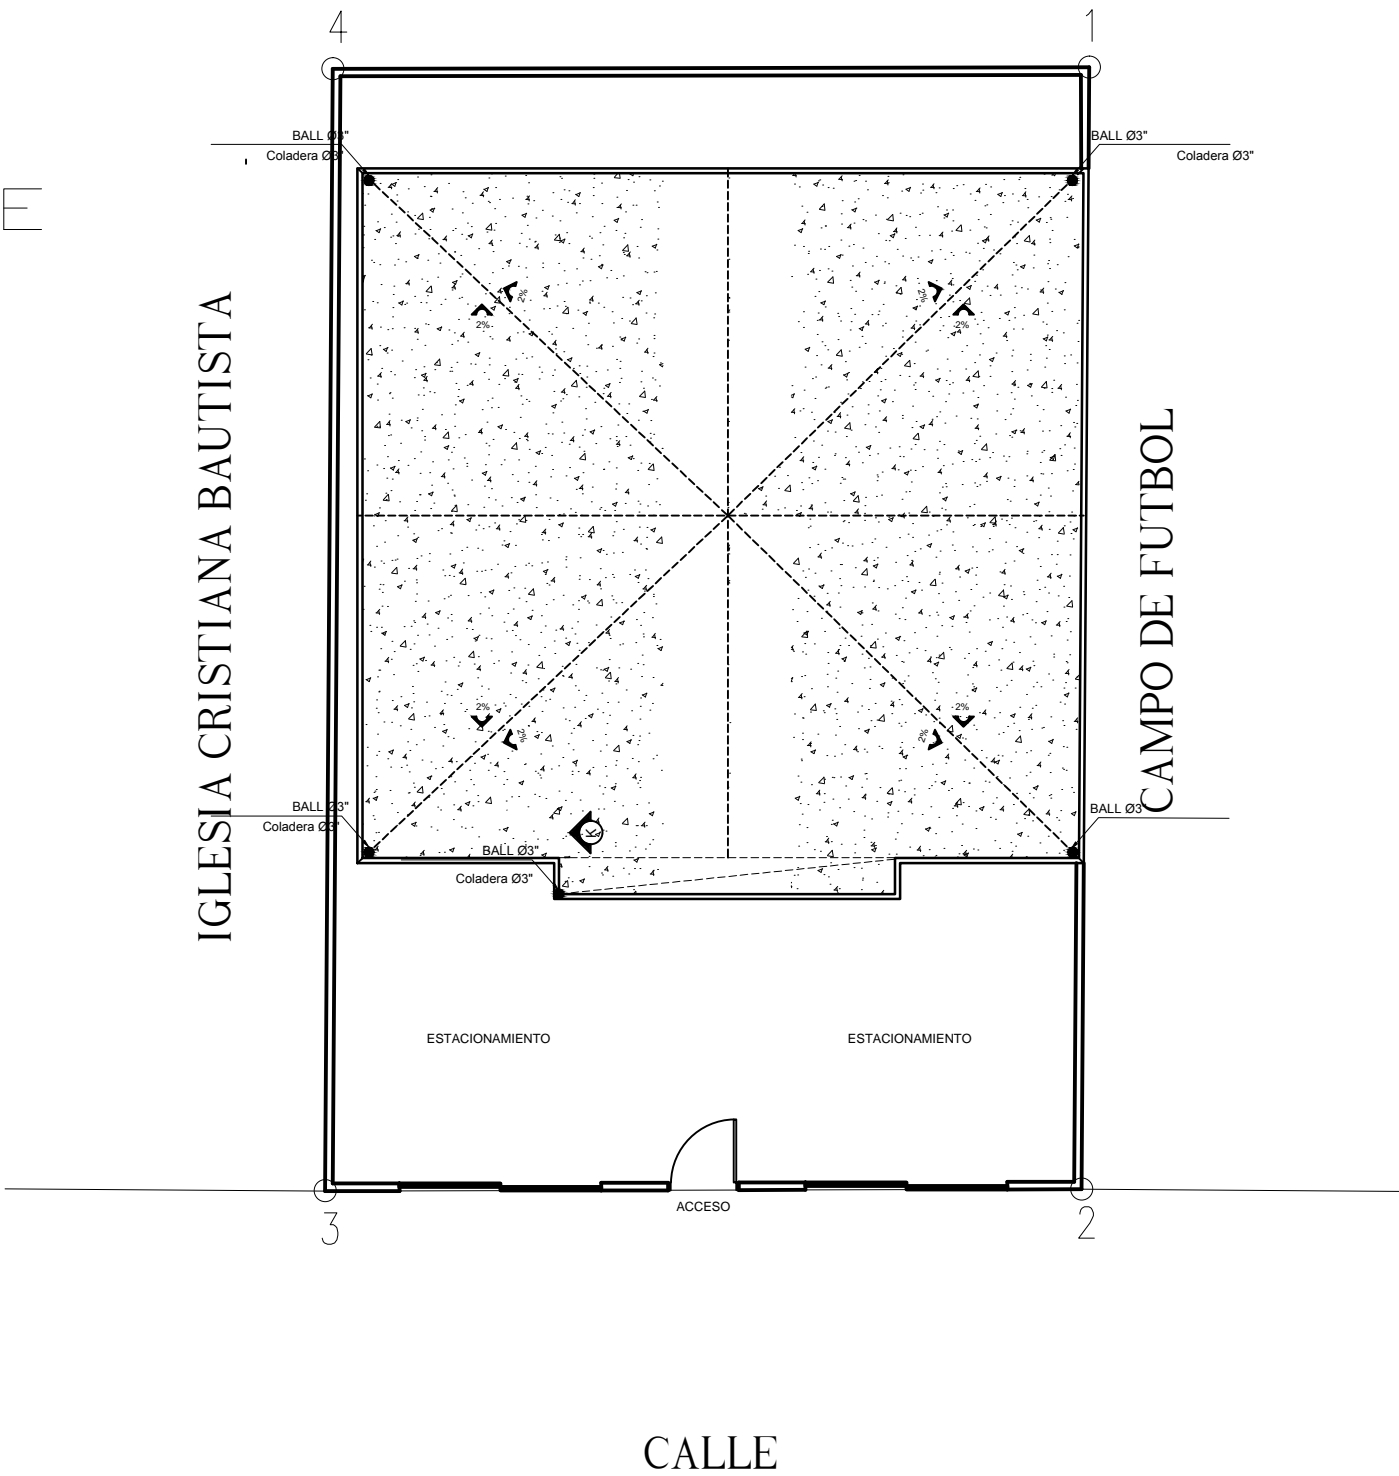 4
1
BALL Ø3"
Coladera Ø3"
BALL Ø3"
Coladera Ø3"
E
IGLESIA CRISTIANA BAUTISTA
CAMPO DE FUTBOL
2%
2%
2%
2%
2%
2%
2%
2%
BALL Ø3"
Coladera Ø3"
BALL Ø3"
K
BALL Ø3"
Coladera Ø3"
ESTACIONAMIENTO
ESTACIONAMIENTO
ACCESO
3
2
CALLE